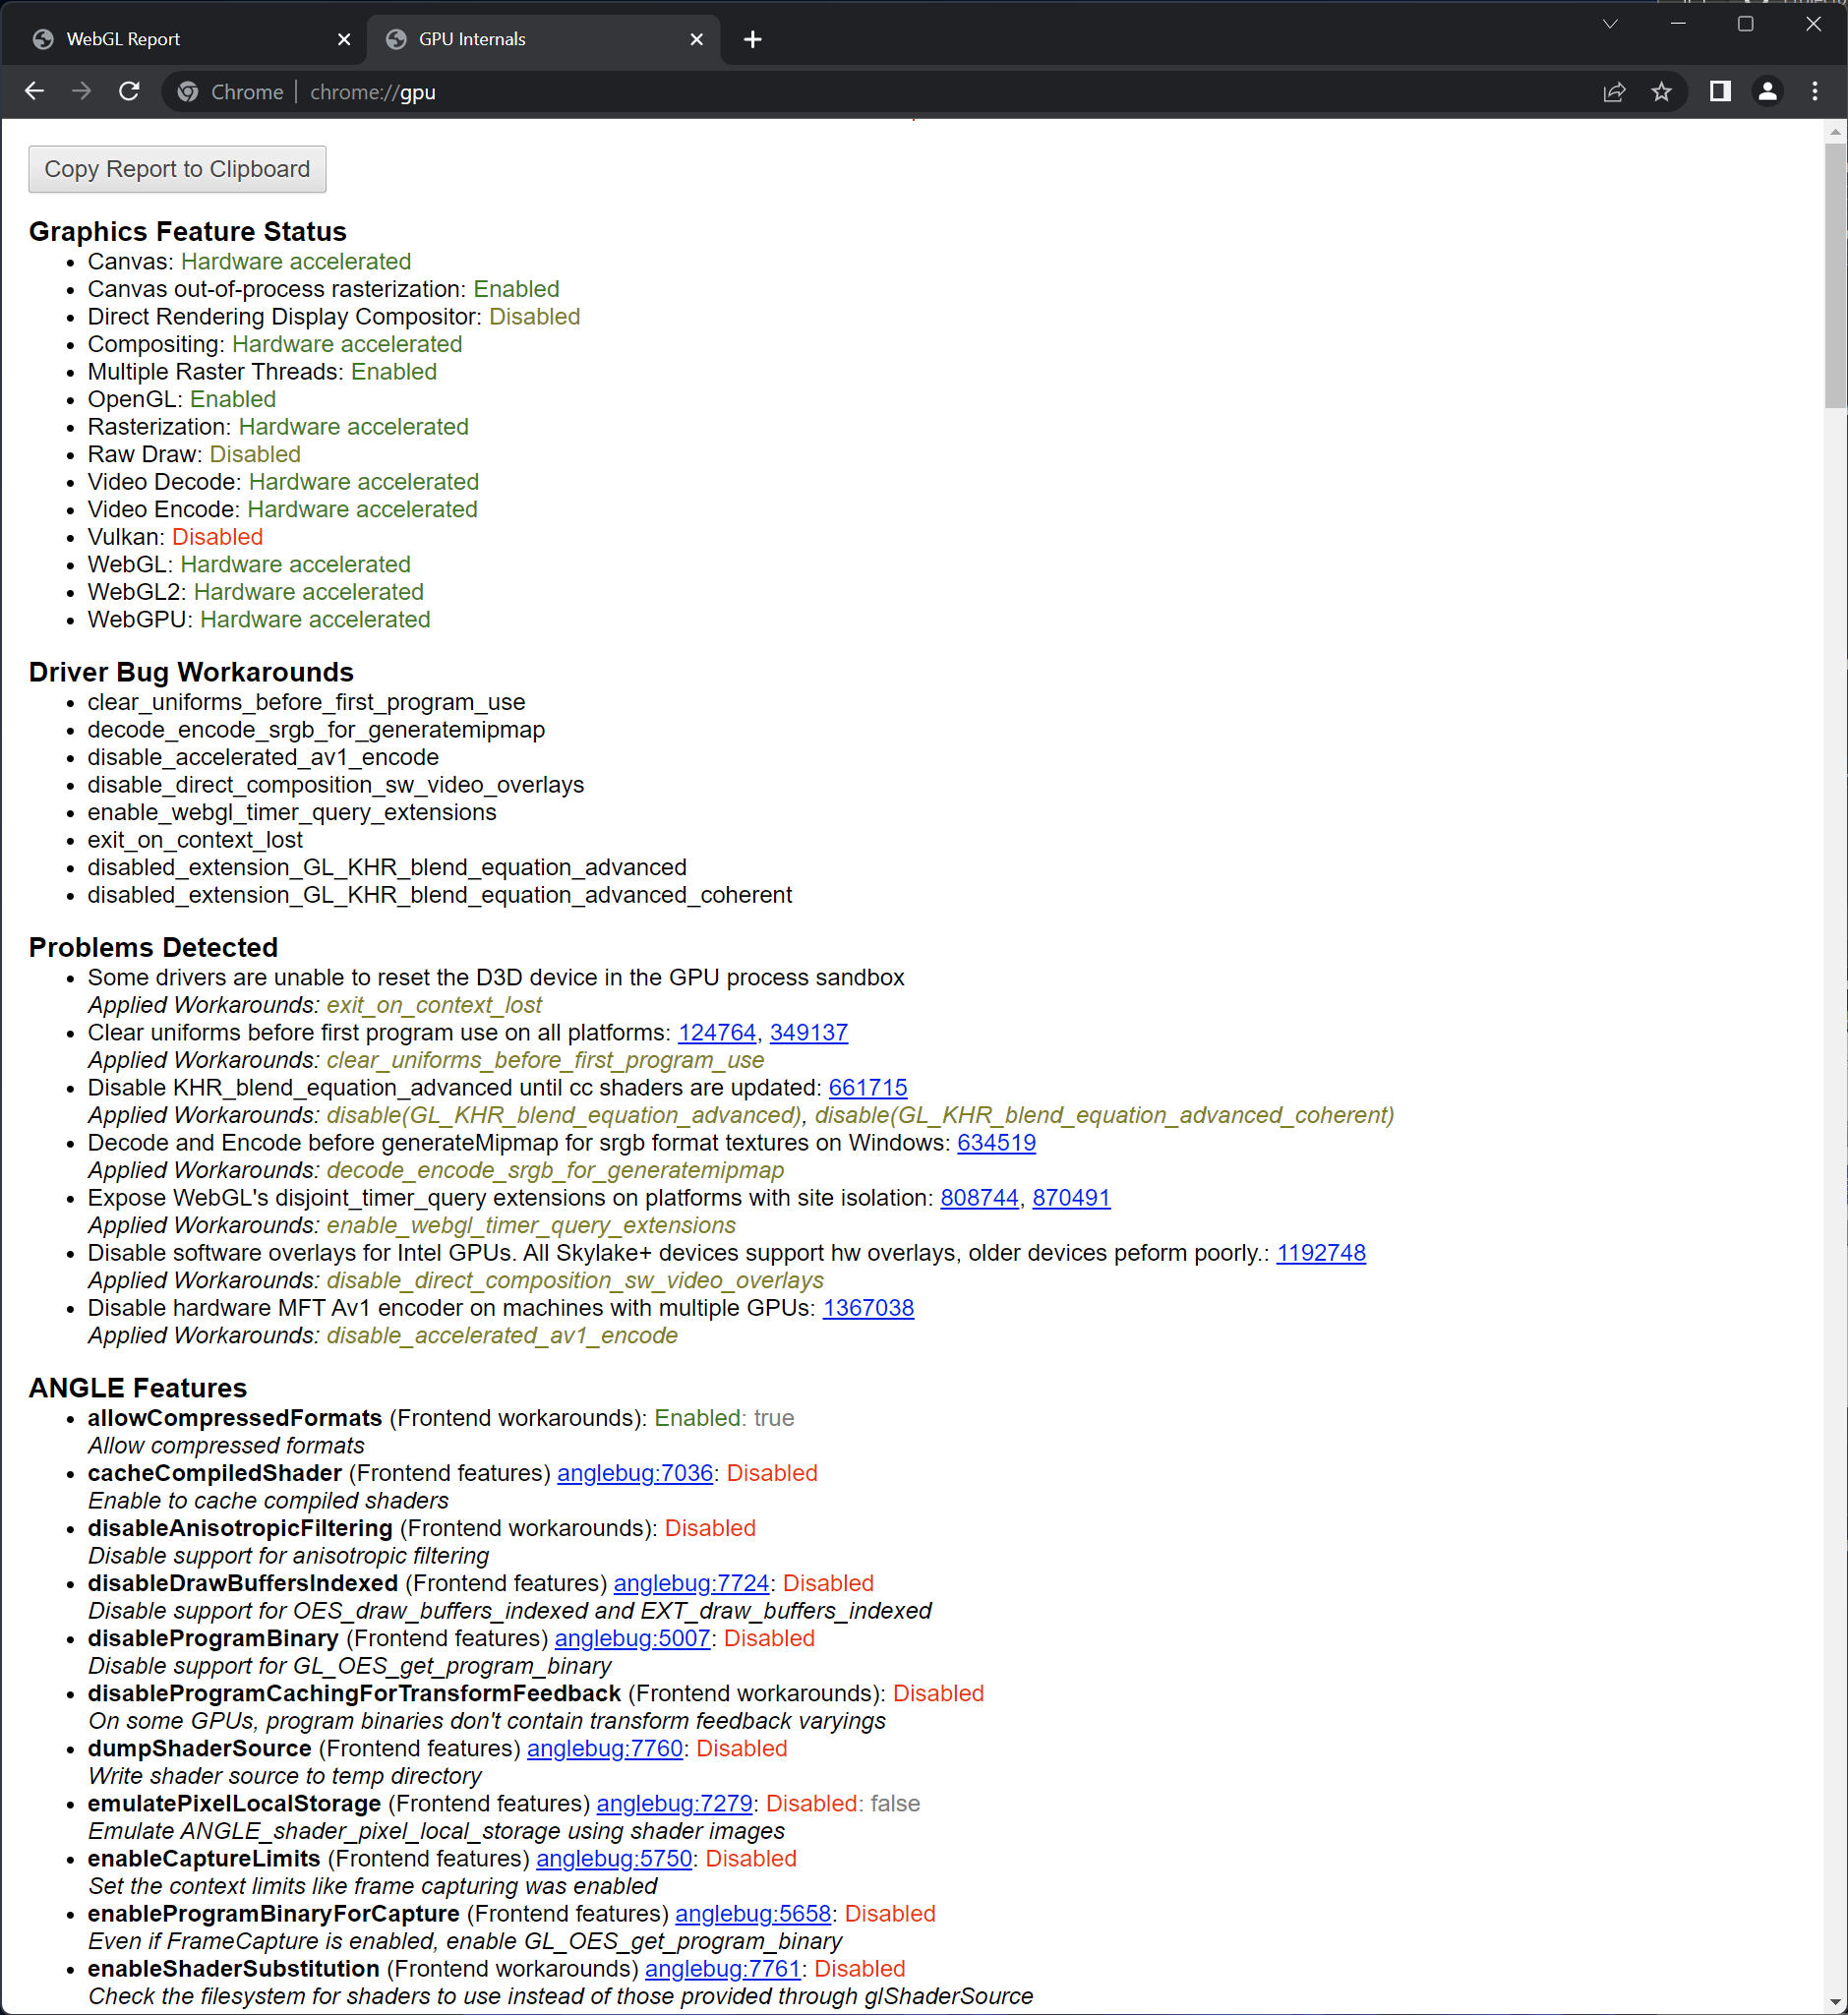 WebGL Report
GPU Internals
Chrome | chrome://gpu
Copy Report to Clipboard
Graphics Feature Status
• Canvas: Hardware accelerated
• Canvas out-of-process rasterization: Enabled
• Direct Rendering Display Compositor: Disabled
• Compositing: Hardware accelerated
• Multiple Raster Threads: Enabled
• OpenGL: Enabled
• Rasterization: Hardware accelerated
• Raw Draw: Disabled
• Video Decode: Hardware accelerated
• Video Encode: Hardware accelerated
• Vulkan: Disabled
• WebGL: Hardware accelerated
• WebGL2: Hardware accelerated
• WebGPU: Hardware accelerated
Driver Bug Workarounds
• clear_uniforms_before_first_program_use
• decode_encode_srgb_for_generatemipmap
• disable_accelerated_av1_encode
• disable_direct_composition_sw_video_overlays
• enable_webgl_timer_query_extensions
• exit_on_context_lost
• disabled_extension_GL_KHR_blend_equation_advanced
• disabled_extension_GL_KHR_blend_equation_advanced_coherent
Problems Detected
• Some drivers are unable to reset the D3D device in the GPU process sandbox
Applied Workarounds: exit_on_context_lost
• Clear uniforms before first program use on all platforms: 124764, 349137
Applied Workarounds: clear_uniforms_before_first_program_use
• Disable KHR_blend_equation_advanced until cc shaders are updated: 661715
Applied Workarounds: disable(GL_KHR_blend_equation_advanced), disable(GL_KHR_blend_equation_advanced_coherent)
• Decode and Encode before generateMipmap for srgb format textures on Windows: 634519
Applied Workarounds: decode_encode_srgb_for_generatemipmap
• Expose WebGL's disjoint_timer_query extensions on platforms with site isolation: 808744, 870491
Applied Workarounds: enable_webgl_timer_query_extensions
• Disable software overlays for Intel GPUs. All Skylake+ devices support hw overlays, older devices peform poorly.: 1192748
Applied Workarounds: disable_direct_composition_sw_video_overlays
• Disable hardware MFT Av1 encoder on machines with multiple GPUs: 1367038
Applied Workarounds: disable_accelerated_av1_encode
ANGLE Features
• allowCompressedFormats (Frontend workarounds): Enabled: true
Allow compressed formats
• cacheCompiledShader (Frontend features) anglebug:7036: Disabled
Enable to cache compiled shaders
• disableAnisotropicFiltering (Frontend workarounds): Disabled
Disable support for anisotropic filtering
• disableDrawBuffersIndexed (Frontend features) anglebug:7724: Disabled
Disable support for OES_draw_buffers_indexed and EXT_draw_buffers_indexed
• disableProgramBinary (Frontend features) anglebug:5007: Disabled
Disable support for GL_OES_get_program_binary
• disableProgramCachingForTransformFeedback (Frontend workarounds): Disabled
On some GPUs, program binaries don't contain transform feedback varyings
• dumpShaderSource (Frontend features) anglebug:7760: Disabled
Write shader source to temp directory
• emulatePixelLocalStorage (Frontend features) anglebug:7279: Disabled: false
Emulate ANGLE_shader_pixel_local_storage using shader images
• enableCaptureLimits (Frontend features) anglebug:5750: Disabled
Set the context limits like frame capturing was enabled
• enableProgramBinaryForCapture (Frontend features) anglebug:5658: Disabled
Even if FrameCapture is enabled, enable GL_OES_get_program_binary
• enableShaderSubstitution (Frontend workarounds) anglebug:7761: Disabled
Check the filesystem for shaders to use instead of those provided through glShaderSource